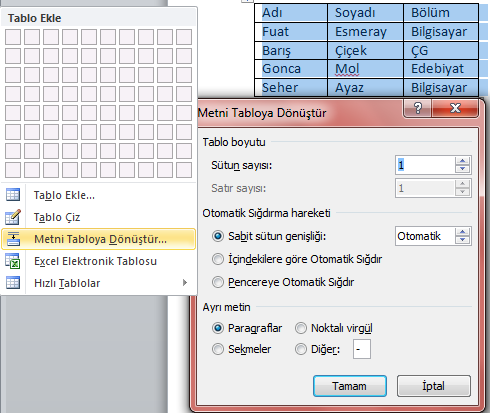 Tablo Ekle
Tablo Ekle...
Tablo Çiz
Metni Tabloya Dönüştür...
Excel Elektronik Tablosu
Hızlı Tablolar
Adı Soyadı Bölüm
Fuat Esmeray Bilgisayar
Barış Çiçek ÇG
Gonca Mol Edebiyat
Seher Ayaz Bilgisayar
Metni Tabloya Dönüştür
Tablo boyutu
Sütun sayısı: 1
Satır sayısı: 1
Otomatik Sığdırma hareketi
Sabit sütun genişliği: Otomatik
İçindekilere göre Otomatik Sığdır
Pencereye Otomatik Sığdır
Ayrı metin
Paragraflar Noktalı virgül
Sekmeler Diğer: -
Tamam İptal